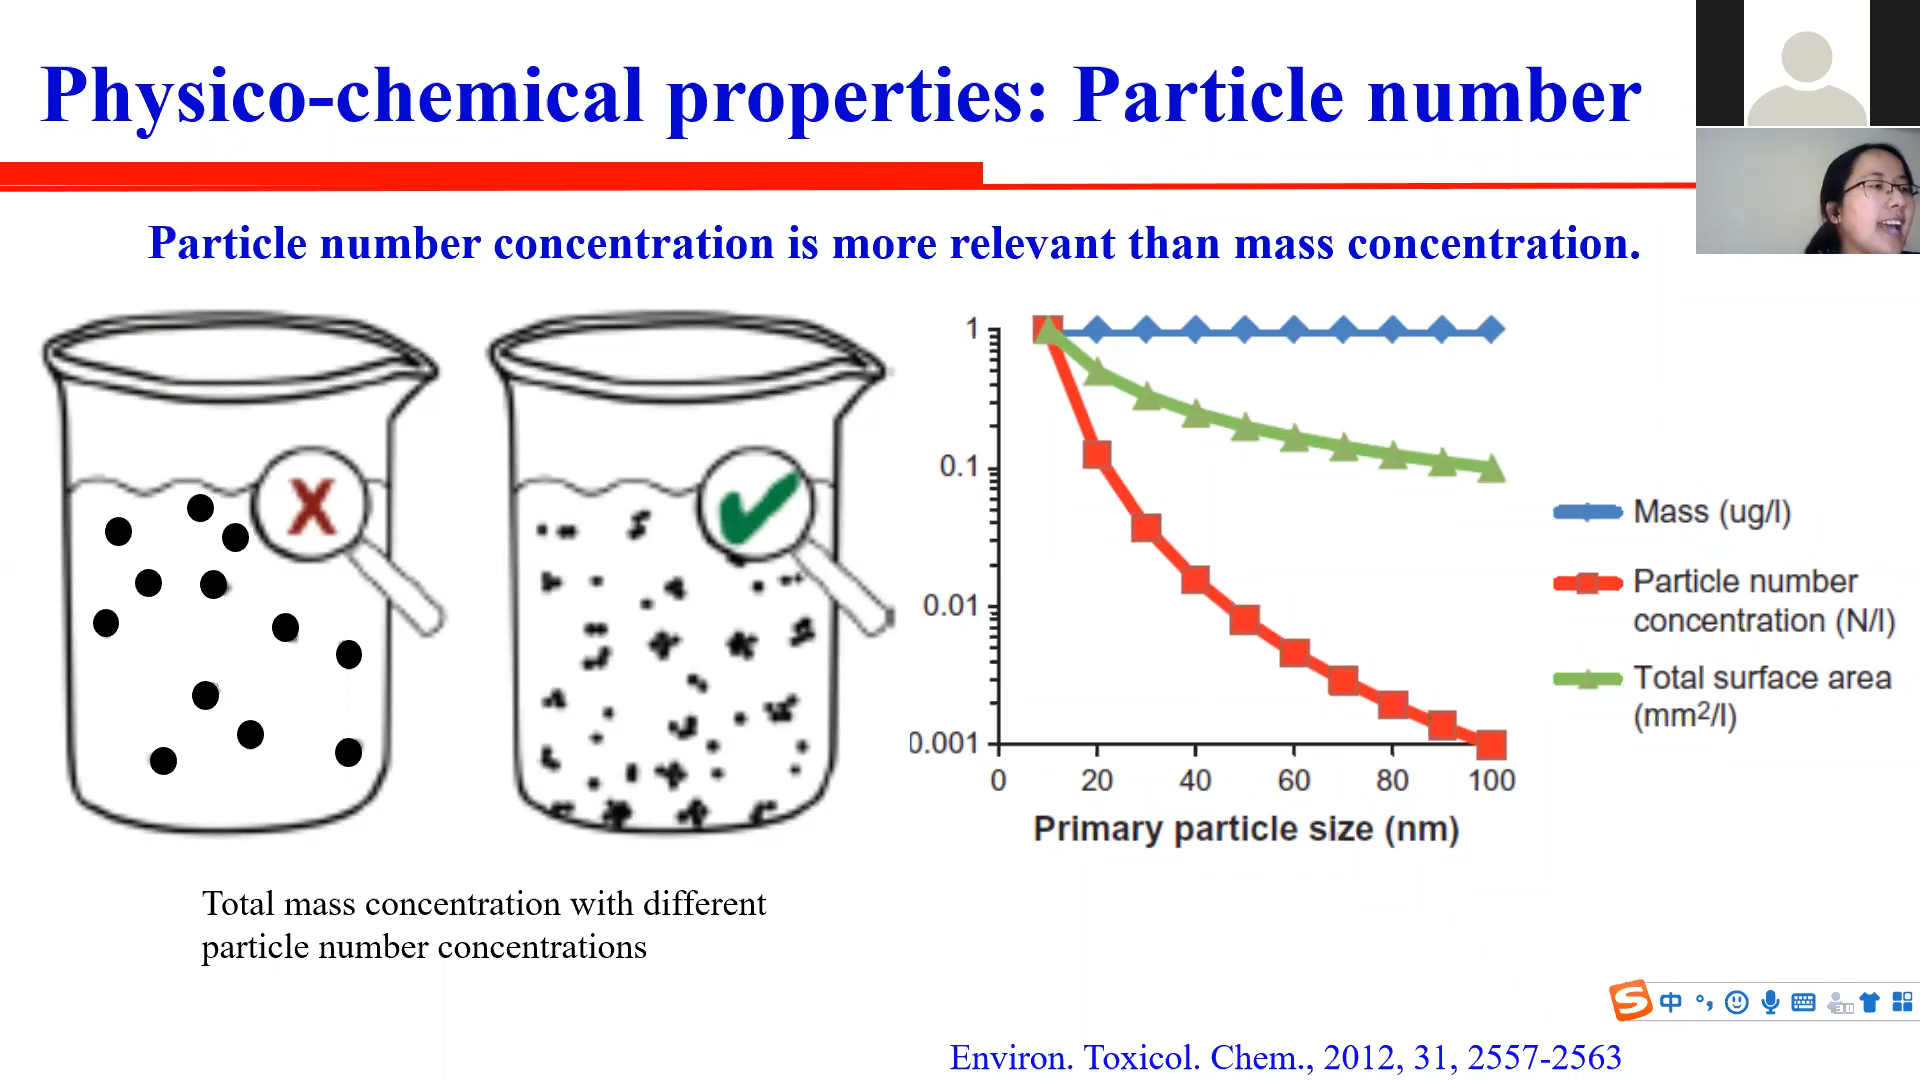 Physico-chemical properties: Particle number
Particle number concentration is more relevant than mass concentration.
X
1
0.1
0.01
0.001
0
20
40
60
80
100
Primary particle size (nm)
Mass (ug/l)
Particle number
concentration (N/l)
Total surface area
(mm2/l)
Total mass concentration with different
particle number concentrations
S 中
Environ. Toxicol. Chem., 2012, 31, 2557-2563